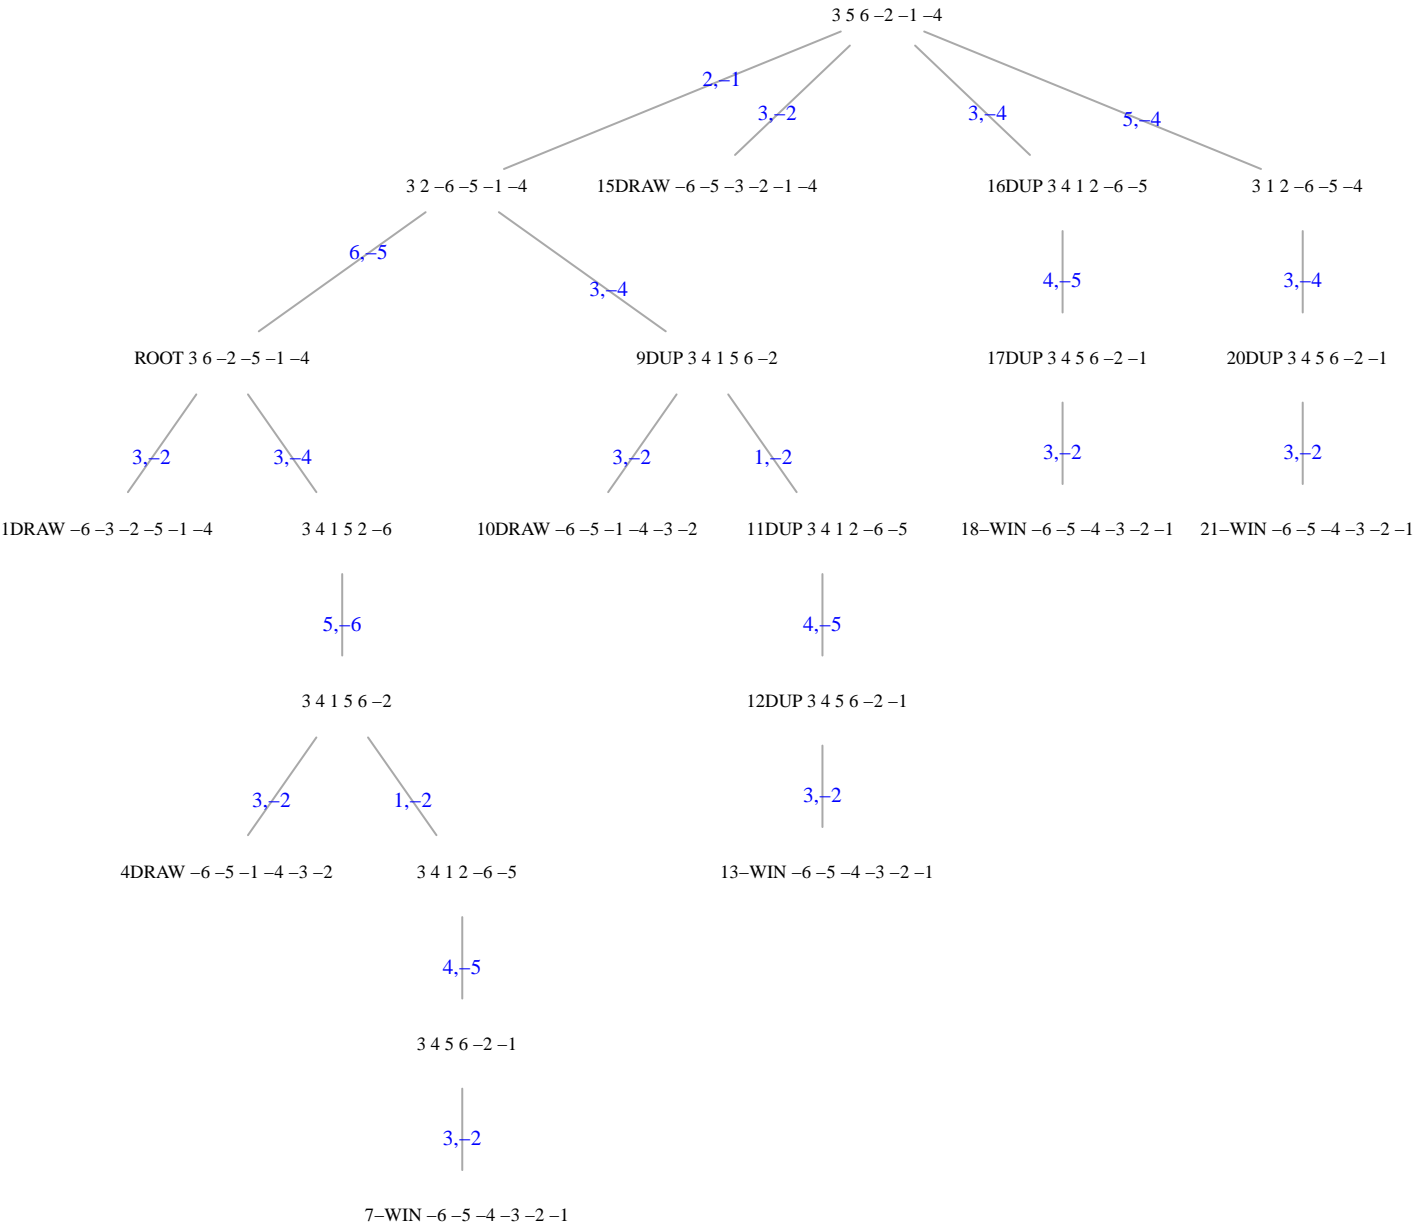 3 5 6 –2 –1 –4
2,–1
3,–2
3,–4
5,–4
3 2 –6 –5 –1 –4
15DRAW –6 –5 –3 –2 –1 –4
16DUP 3 4 1 2 –6 –5
3 1 2 –6 –5 –4
6,–5
3,–4
4,–5
3,–4
ROOT 3 6 –2 –5 –1 –4
9DUP 3 4 1 5 6 –2
17DUP 3 4 5 6 –2 –1
20DUP 3 4 5 6 –2 –1
3,–2
3,–4
3,–2
1,–2
3,–2
3,–2
1DRAW –6 –3 –2 –5 –1 –4
3 4 1 5 2 –6
10DRAW –6 –5 –1 –4 –3 –2
11DUP 3 4 1 2 –6 –5
18–WIN –6 –5 –4 –3 –2 –1
21–WIN –6 –5 –4 –3 –2 –1
5,–6
4,–5
3 4 1 5 6 –2
12DUP 3 4 5 6 –2 –1
3,–2
1,–2
3,–2
4DRAW –6 –5 –1 –4 –3 –2
3 4 1 2 –6 –5
13–WIN –6 –5 –4 –3 –2 –1
4,–5
3 4 5 6 –2 –1
3,–2
7–WIN –6 –5 –4 –3 –2 –1